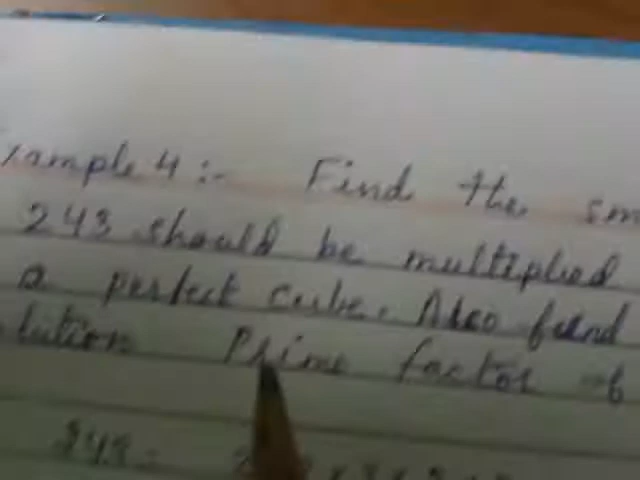 xample 4:- Find the sm
243 should be multiplied
a perfect cube. Also find
lution Prime factor of
243 =